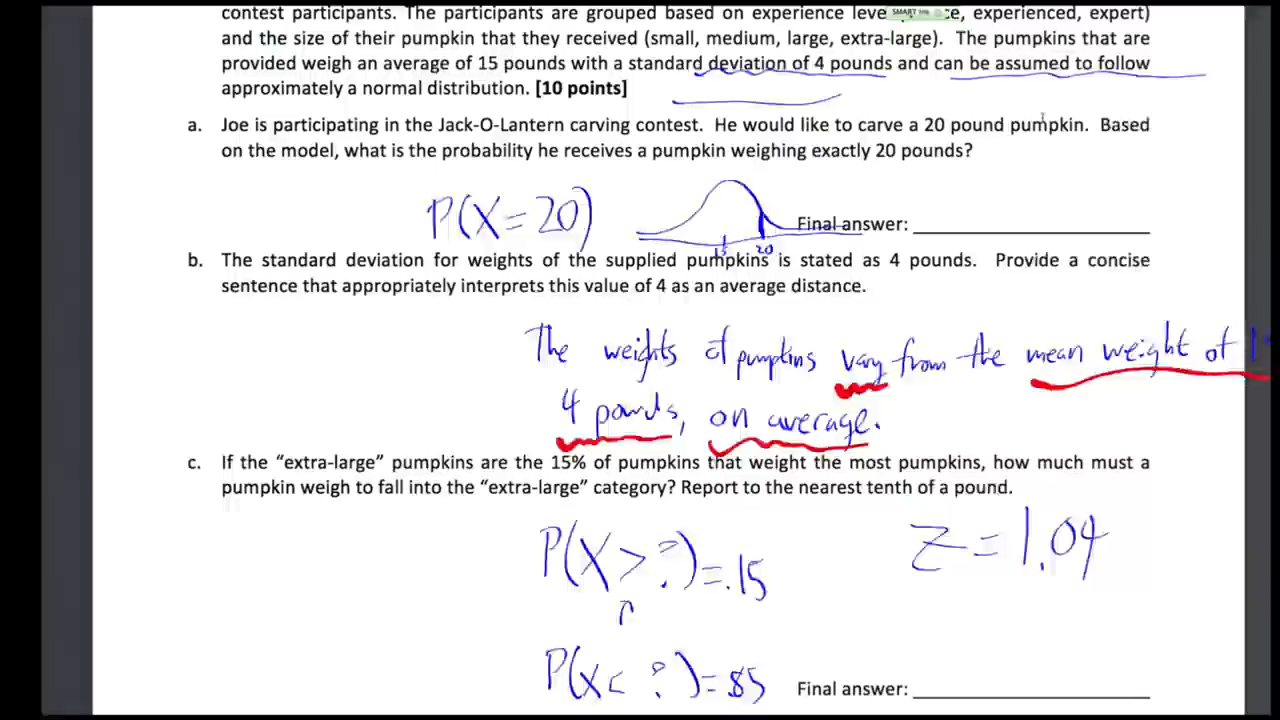 contest participants. The participants are grouped based on experience leve ce, experienced, expert)
and the size of their pumpkin that they received (small, medium, large, extra-large). The pumpkins that are
provided weigh an average of 15 pounds with a standard deviation of 4 pounds and can be assumed to follow
approximately a normal distribution. [10 points]
a. Joe is participating in the Jack-O-Lantern carving contest. He would like to carve a 20 pound pumpkin. Based
on the model, what is the probability he receives a pumpkin weighing exactly 20 pounds?
P(X=20)
15 20
Final answer:
b. The standard deviation for weights of the supplied pumpkins is stated as 4 pounds. Provide a concise
sentence that appropriately interprets this value of 4 as an average distance.
The weights of pumpkins vary from the mean weight of
4 pounds, on average.
c. If the “extra-large” pumpkins are the 15% of pumpkins that weight the most pumpkins, how much must a
pumpkin weigh to fall into the “extra-large” category? Report to the nearest tenth of a pound.
P(X > ?) = .15
z = 1.04
P(X < ?) = .85
Final answer: